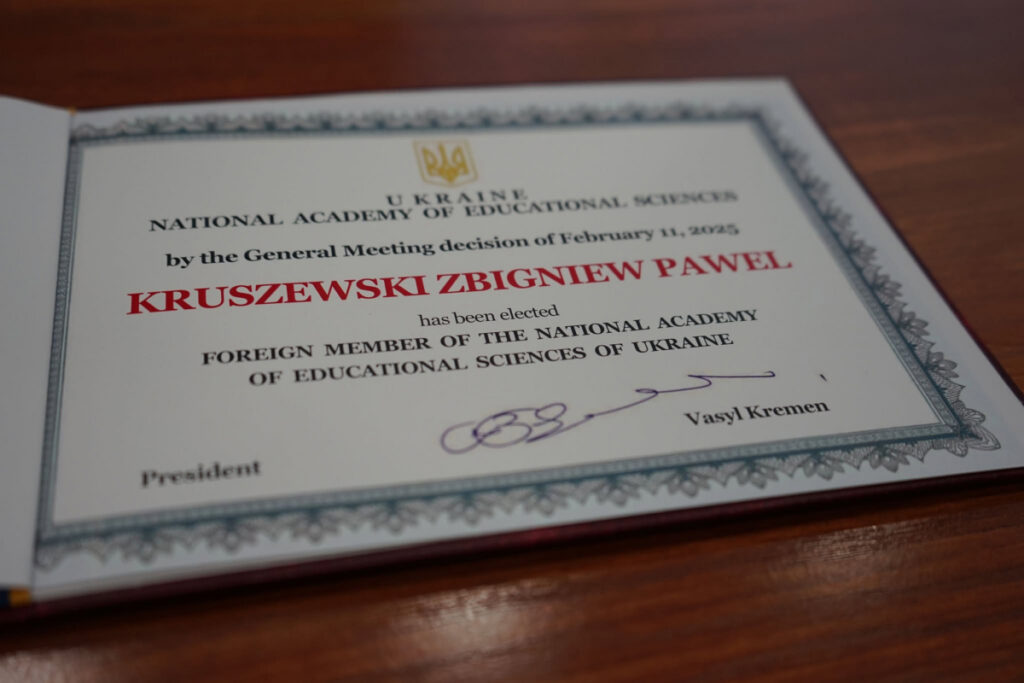 UKRAINE
NATIONAL ACADEMY OF EDUCATIONAL SCIENCES
by the General Meeting decision of February 11, 2025
KRUSZEWSKI ZBIGNIEW PAWEL
has been elected
FOREIGN MEMBER OF THE NATIONAL ACADEMY
OF EDUCATIONAL SCIENCES OF UKRAINE
President Vasyl Kremen